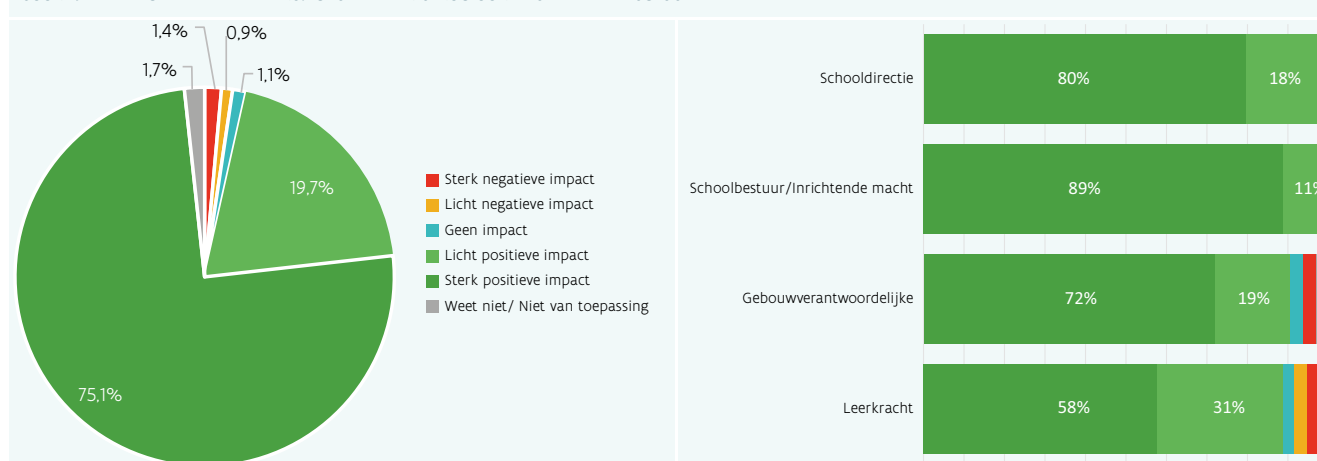 1,4%
0,9%
1,7%
1,1%
19,7%
75,1%
Sterk negatieve impact
Licht negatieve impact
Geen impact
Licht positieve impact
Sterk positieve impact
Weet niet/ Niet van toepassing
Schooldirectie
80%
18%
Schoolbestuur/Inrichtende macht
89%
11%
Gebouwverantwoordelijke
72%
19%
Leerkracht
58%
31%